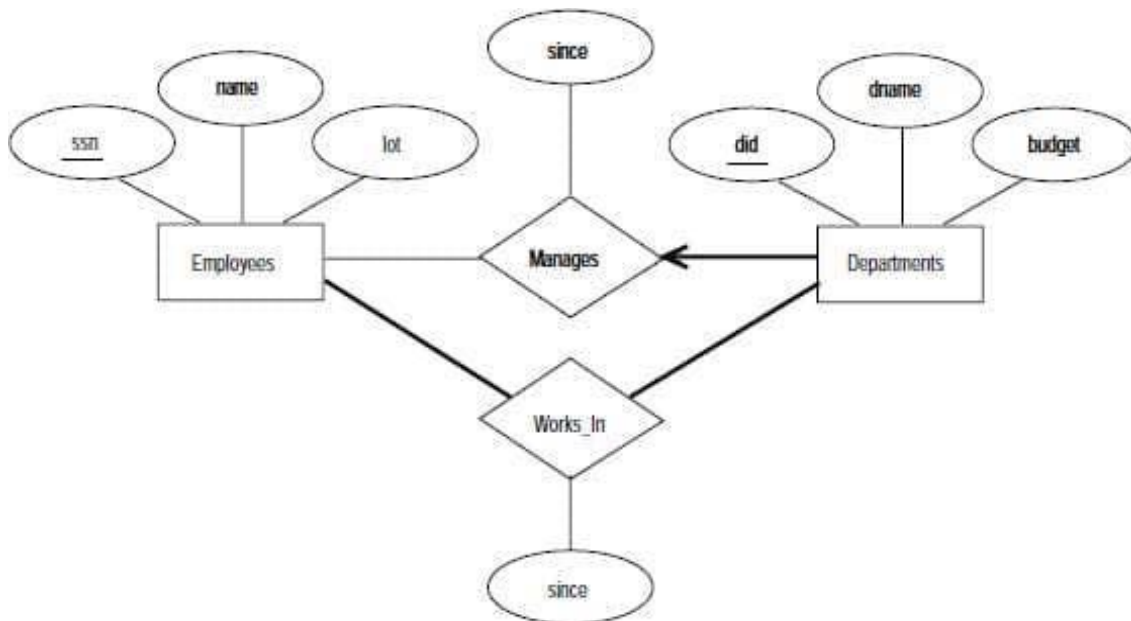 since
name
dname
ssn
lot
did
budget
Employees
Manages
Departments
Works_In
since